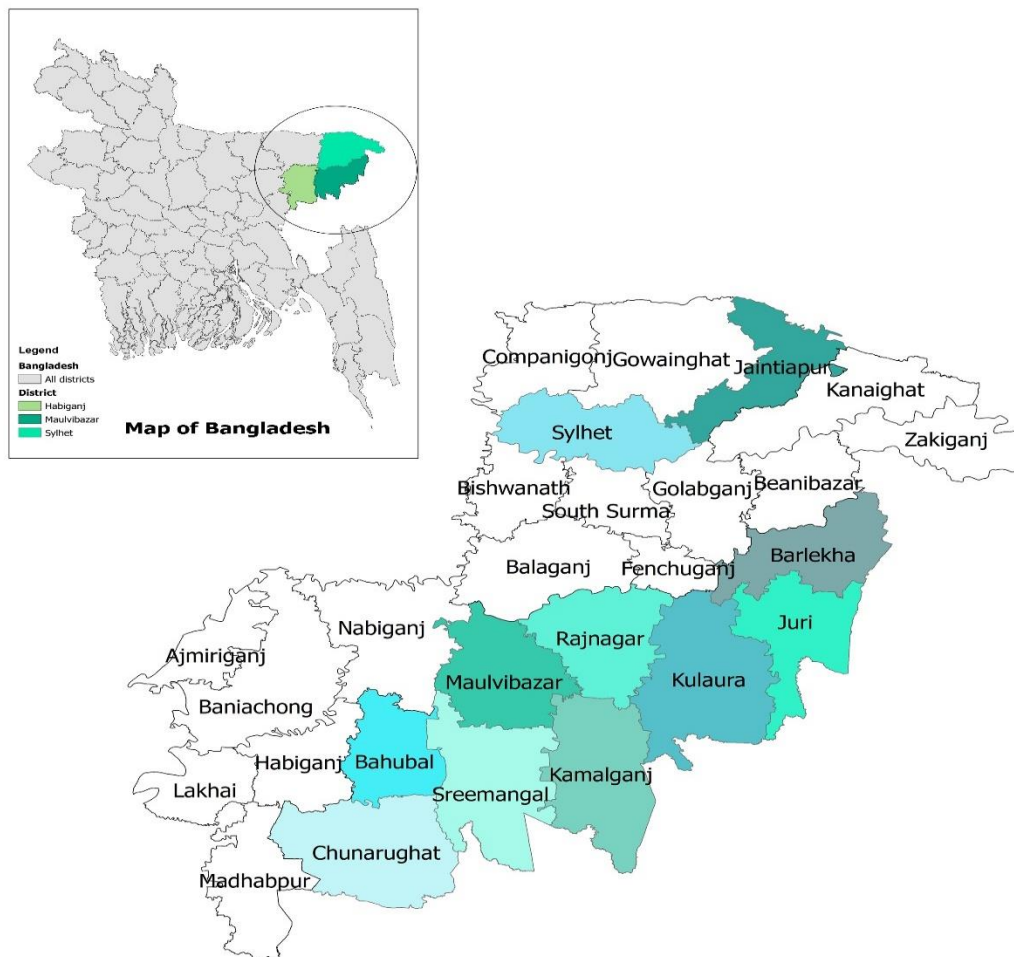 Legend
Bangladesh
All districts
District
Habiganj
Maulvibazar
Sylhet
Map of Bangladesh
Companigonj
Gowainghat
Jaintiapur
Kanaighat
Sylhet
Zakiganj
Bishwanath
South Surma
Golabganj
Beanibazar
Balaganj
Fenchuganj
Barlekha
Nabiganj
Rajnagar
Juri
Ajmiriganj
Maulvibazar
Kulaura
Baniachong
Habiganj
Bahubal
Kamalganj
Lakhai
Sreemangal
Chunarughat
Madhabpur